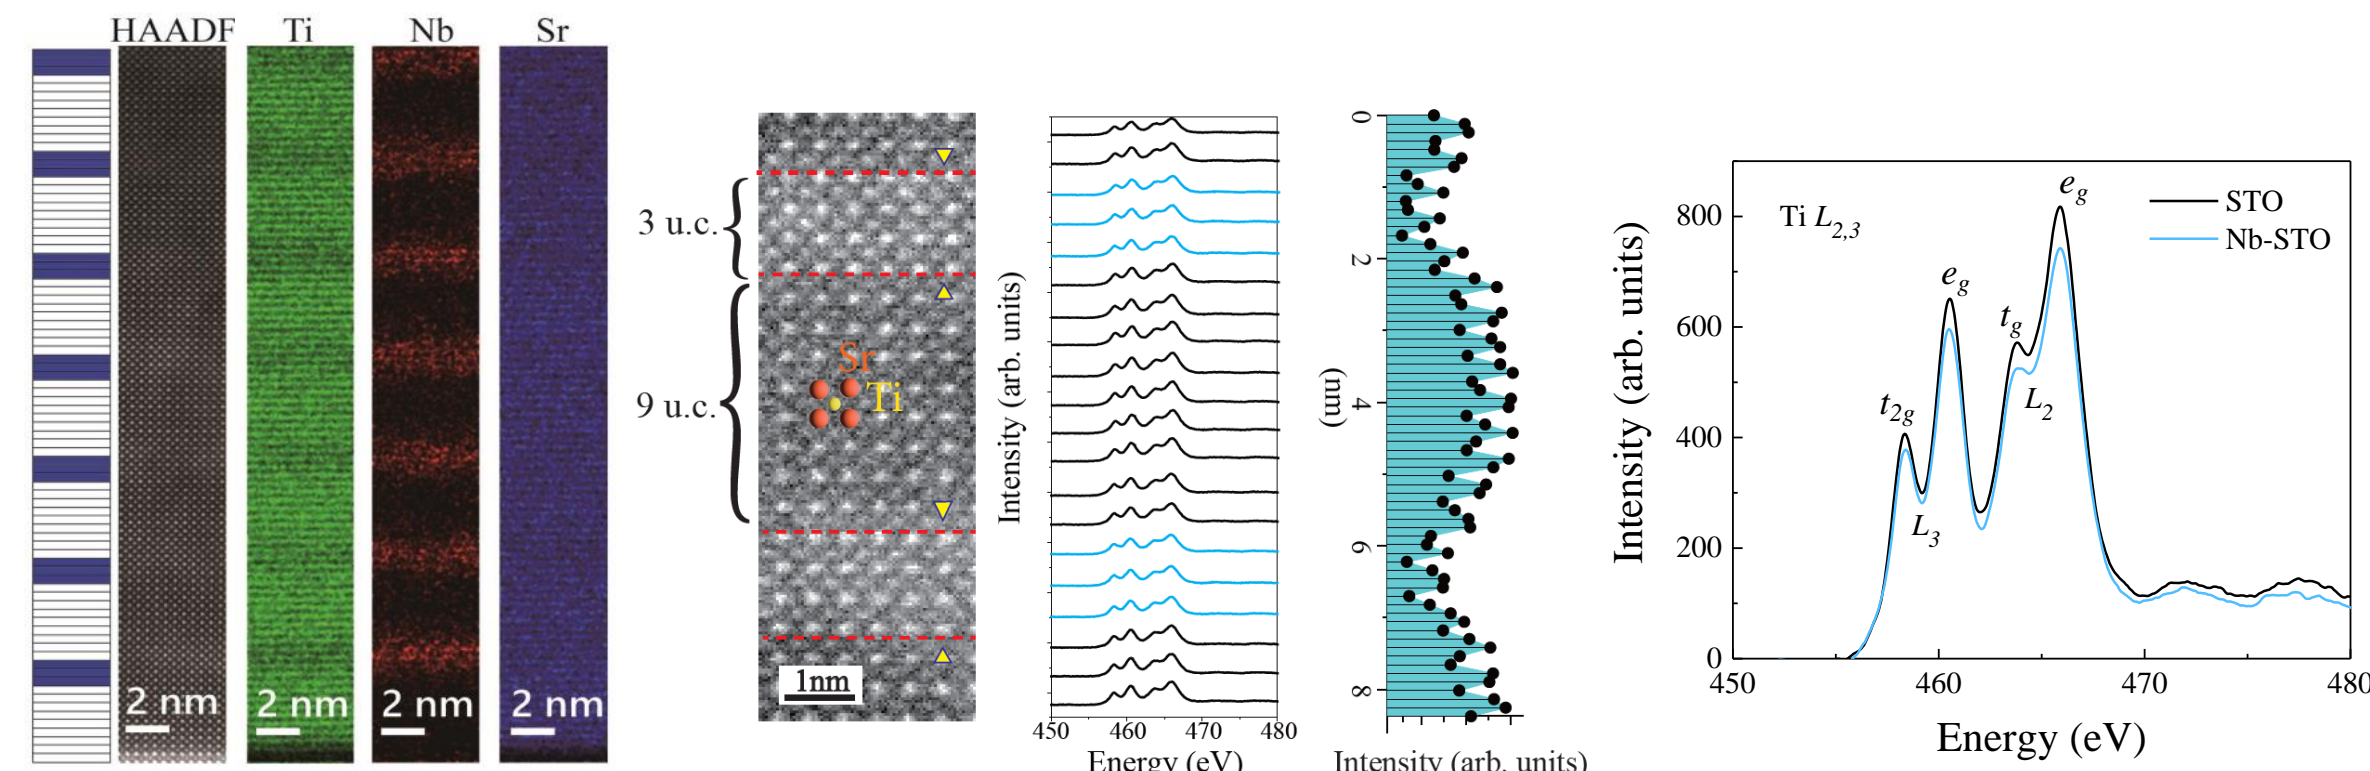 HAADF Ti Nb Sr
2 nm 2 nm 2 nm 2 nm
3 u.c.
9 u.c.
Sr
Ti
1nm
Intensity (arb. units)
450 460 470 480
Energy (eV)
0
2
4
6
8
(nm)
Intensity (arb. units)
Intensity (arb. units)
800
600
400
200
0
Ti L2,3
STO
Nb-STO
t2g
eg
tg
eg
L3
L2
450 460 470 480
Energy (eV)